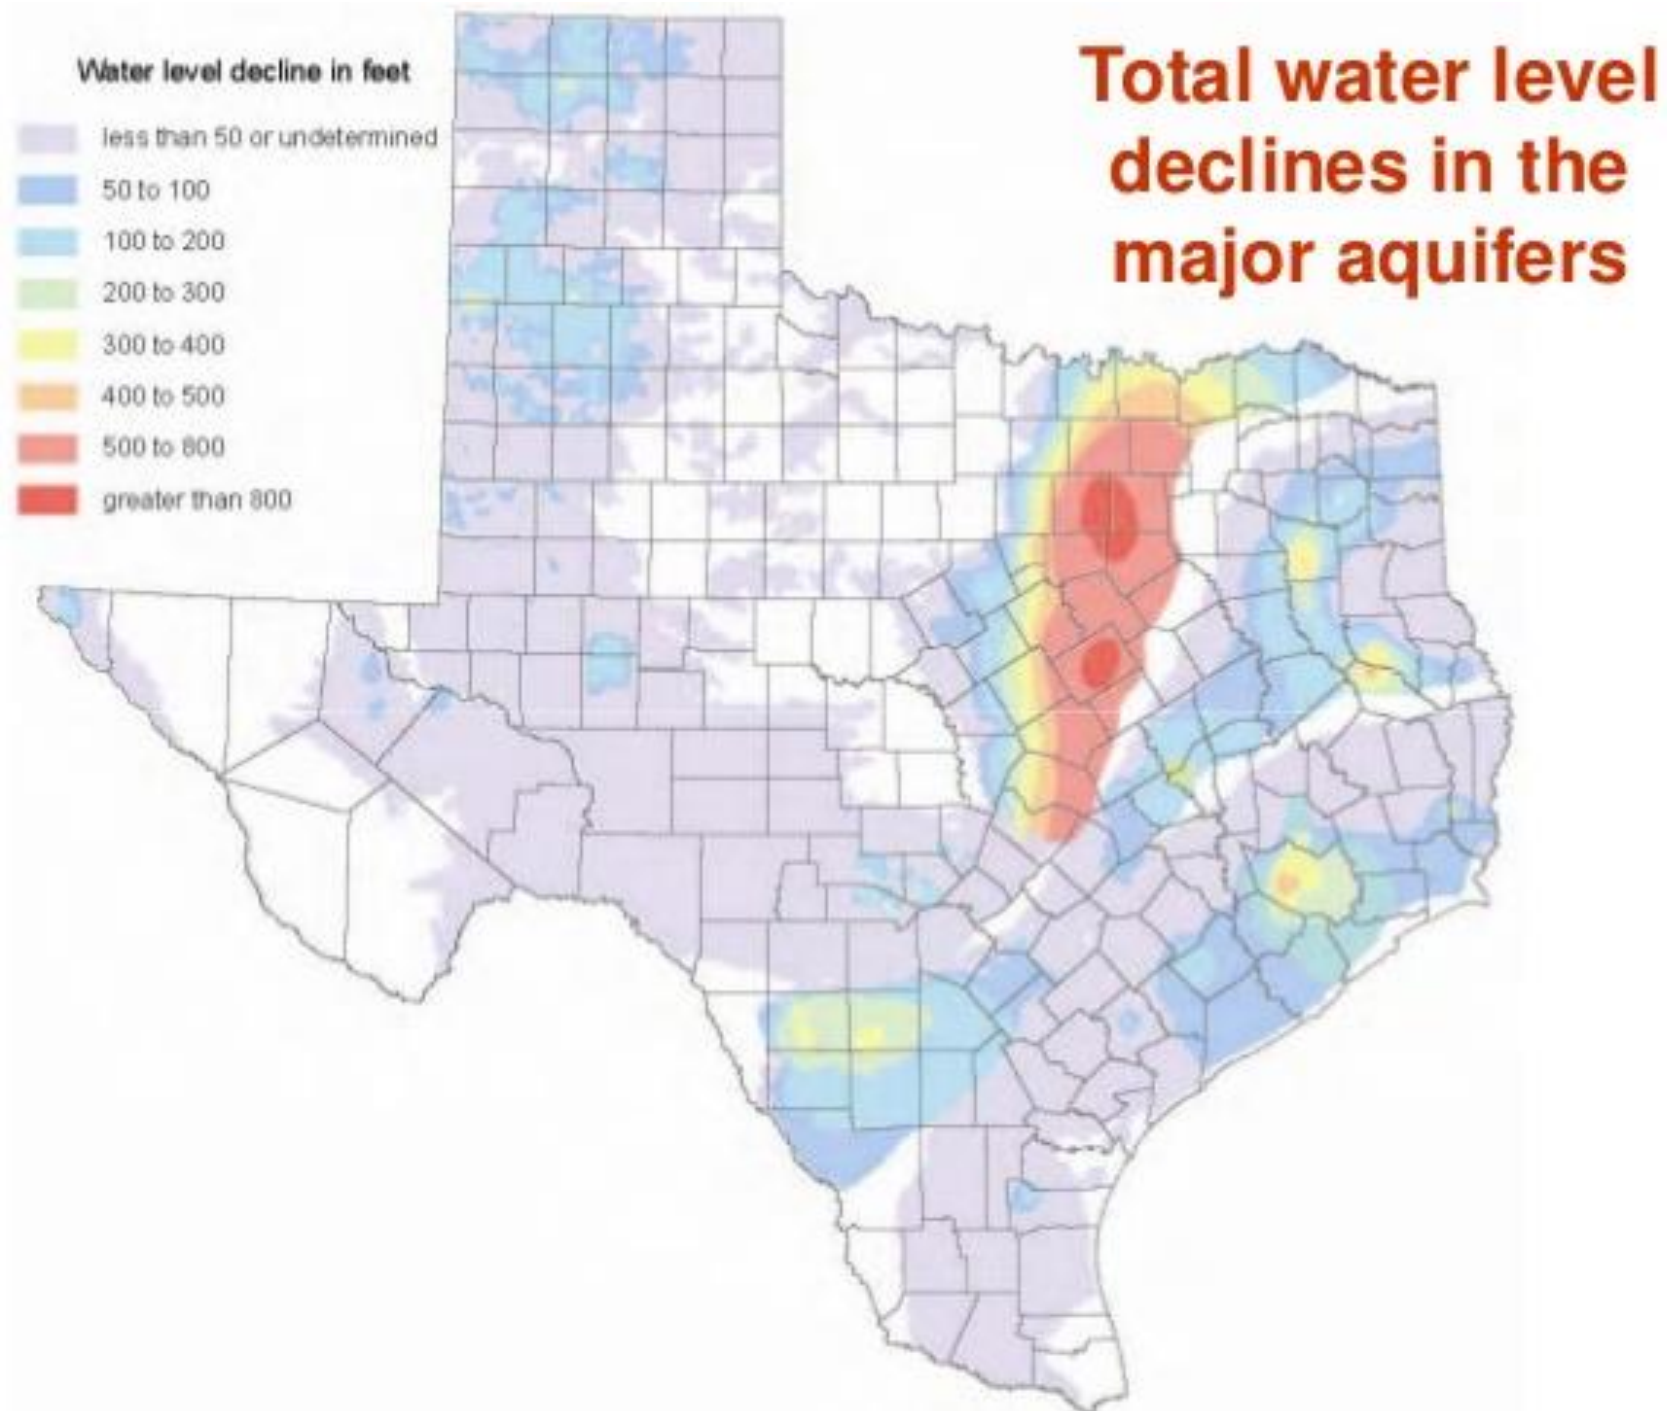 Total water level
declines in the
major aquifers
Water level decline in feet
less than 50 or undetermined
50 to 100
100 to 200
200 to 300
300 to 400
400 to 500
500 to 800
greater than 800